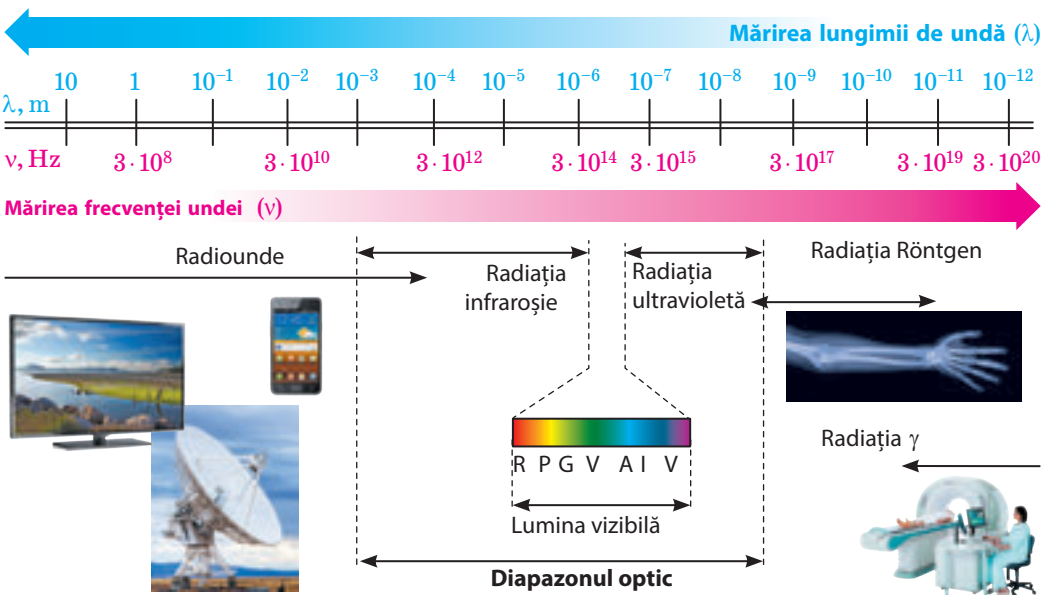 Mărirea lungimii de undă (λ)
10 1 10⁻¹ 10⁻² 10⁻³ 10⁻⁴ 10⁻⁵ 10⁻⁶ 10⁻⁷ 10⁻⁸ 10⁻⁹ 10⁻¹⁰ 10⁻¹¹ 10⁻¹²
λ, m
ν, Hz 3·10⁸ 3·10¹⁰ 3·10¹² 3·10¹⁴ 3·10¹⁵ 3·10¹⁷ 3·10¹⁹ 3·10²⁰
Mărirea frecvenței undei (ν)
Radiounde
Radiația
infraroșie
Radiația
ultravioletă
Radiația Röntgen
R P G V A I V
Lumina vizibilă
Radiația γ
Diapazonul optic